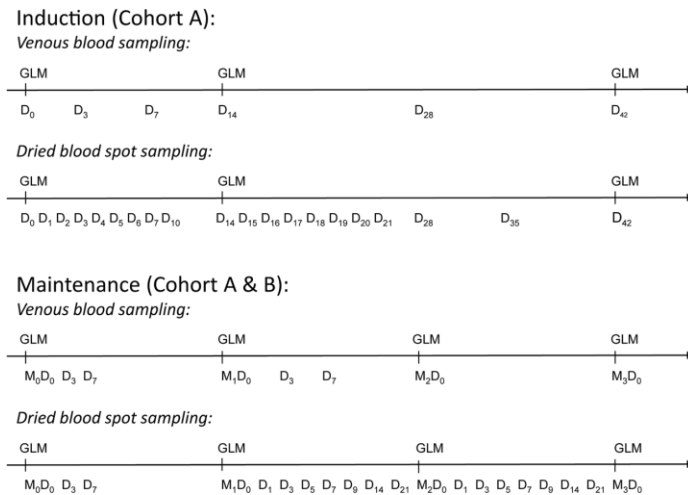 Induction (Cohort A):
Venous blood sampling:
GLM GLM GLM
D₀ D₃ D₇ D₁₄ D₂₈ D₄₂
Dried blood spot sampling:
GLM GLM GLM
D₀ D₁ D₂ D₃ D₄ D₅ D₆ D₇ D₁₀ D₁₄ D₁₅ D₁₆ D₁₇ D₁₈ D₁₉ D₂₀ D₂₁ D₂₈ D₃₅ D₄₂
Maintenance (Cohort A & B):
Venous blood sampling:
GLM GLM GLM GLM
M₀D₀ D₃ D₇ M₁D₀ D₃ D₇ M₂D₀ M₃D₀
Dried blood spot sampling:
GLM GLM GLM GLM
M₀D₀ D₃ D₇ M₁D₀ D₁ D₃ D₅ D₇ D₉ D₁₄ D₂₁ M₂D₀ D₁ D₃ D₅ D₇ D₉ D₁₄ D₂₁ M₃D₀